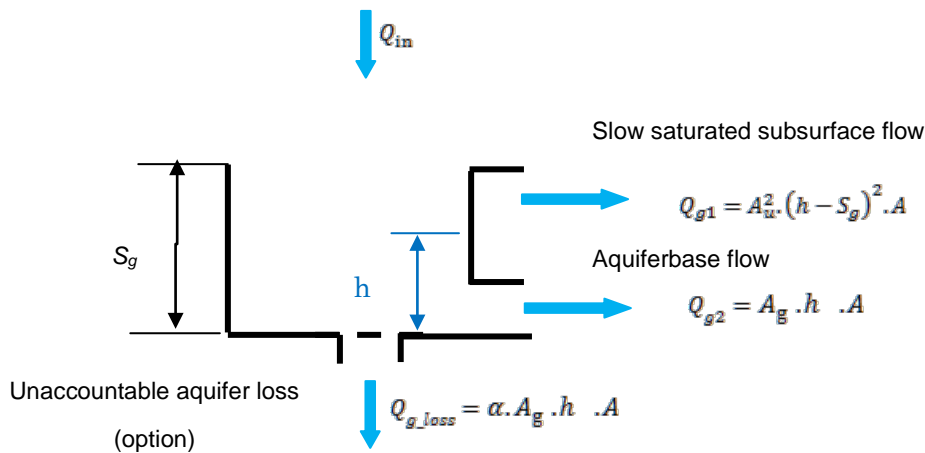 Q_in
Slow saturated subsurface flow
Q_g1 = A_u^2.(h − S_g)^2.A
S_g
Aquiferbase flow
h
Q_g2 = A_g .h .A
Unaccountable aquifer loss
(option)
Q_g_loss = α.A_g .h .A